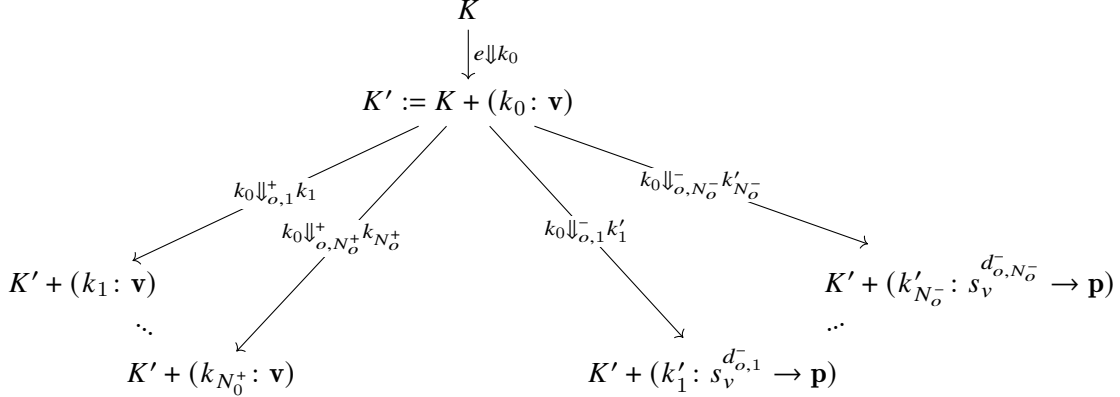 K
e⇓k₀
K′ := K + (k₀ : **v**)
k₀⇓⁺_{o,1}k₁
k₀⇓⁺_{o,N_o^+}k_{N_o^+}
k₀⇓⁻_{o,1}k′₁
k₀⇓⁻_{o,N_o^-}k′_{N_o^-}
K′ + (k₁ : **v**)
⋱
K′ + (k_{N_0^+} : **v**)
K′ + (k′₁ : s_v^{d^-_{o,1}} → **p**)
⋰
K′ + (k′_{N_o^-} : s_v^{d^-_{o,N_o^-}} → **p**)